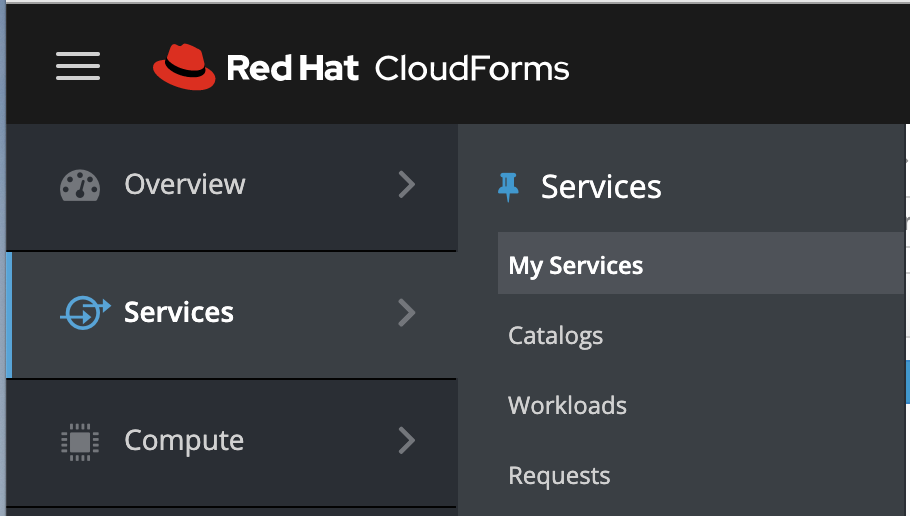 Red Hat CloudForms
Overview
Services
Compute
Services
My Services
Catalogs
Workloads
Requests